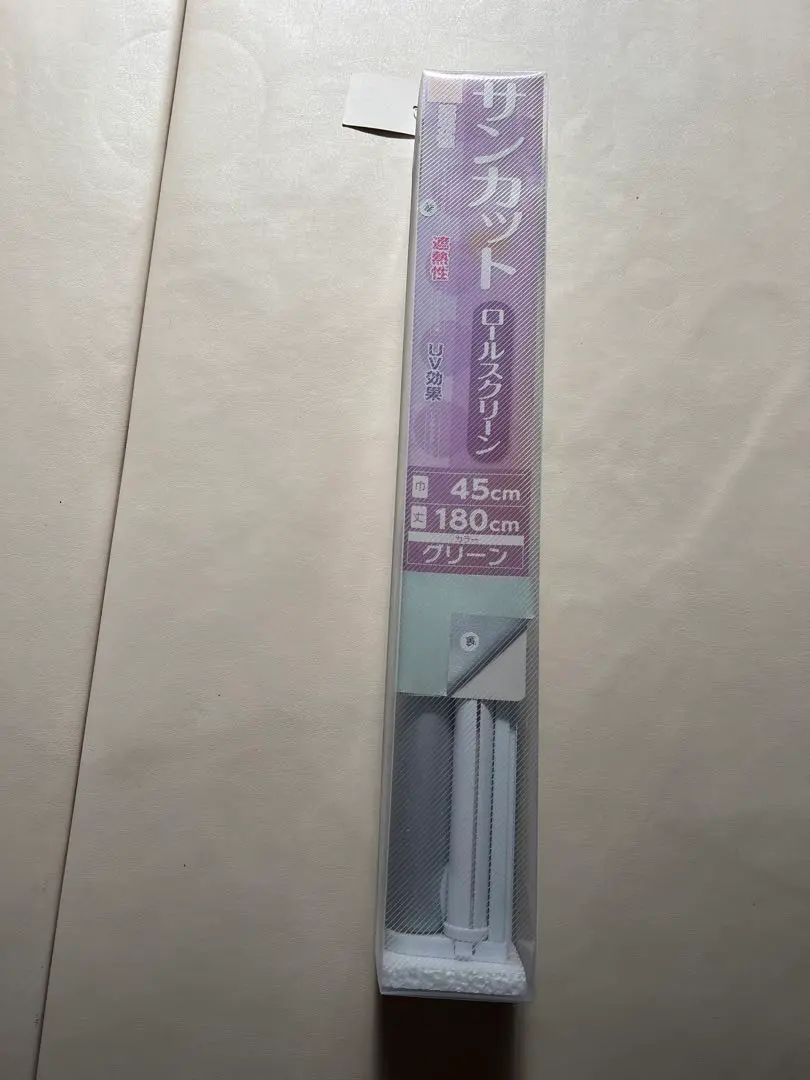 サンカット
ロールスクリーン
遮熱性
UV効果
巾 45cm
丈 180cm
カラー
グリーン
裏